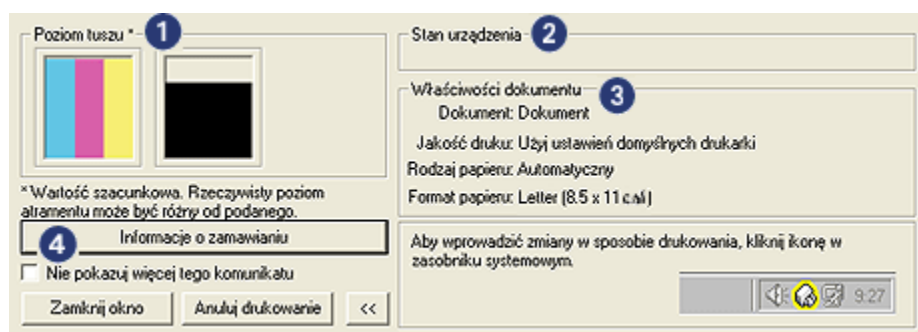 Poziom tuszu *
1
* Wartość szacunkowa. Rzeczywisty poziom
atramentu może być różny od podanego.
4
Informacje o zamawianiu
Nie pokazuj więcej tego komunikatu
Zamknij okno
Anuluj drukowanie
<<
Stan urządzenia
2
Właściwości dokumentu
3
Dokument: Dokument
Jakość druku: Użyj ustawień domyślnych drukarki
Rodzaj papieru: Automatyczny
Format papieru: Letter (8.5 x 11 cali)
Aby wprowadzić zmiany w sposobie drukowania, kliknij ikonę w
zasobniku systemowym.
9:27